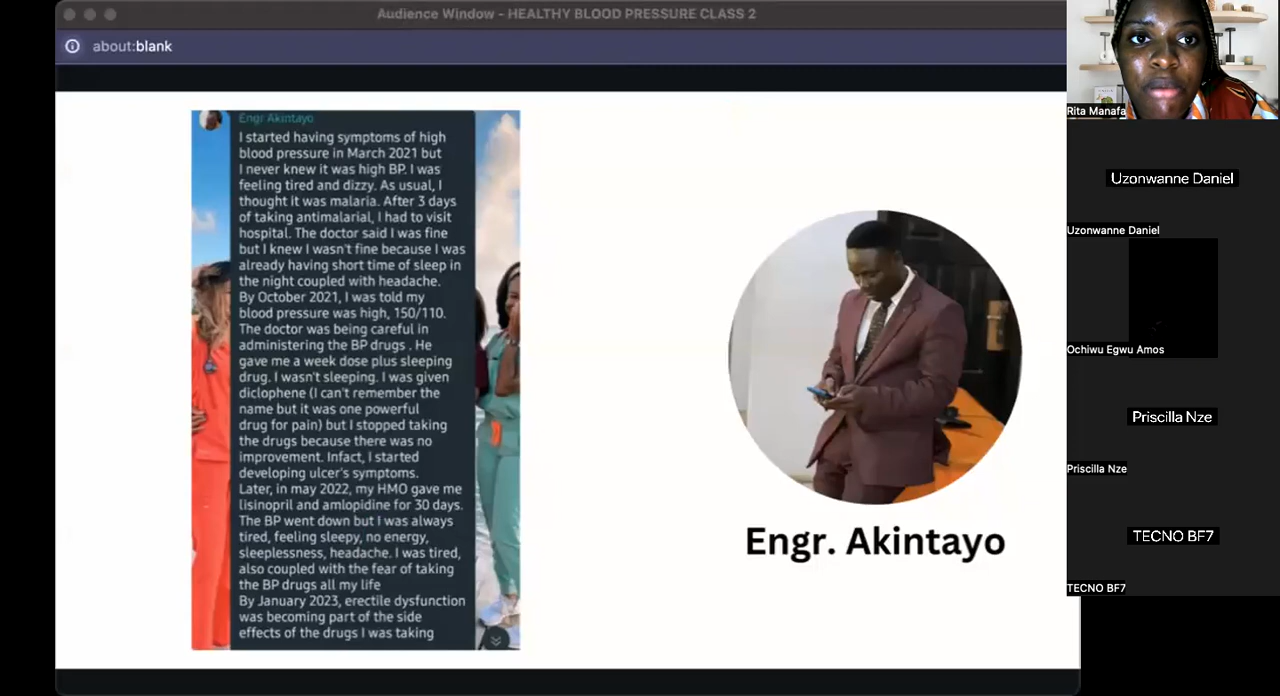 Audience Window - HEALTHY BLOOD PRESSURE CLASS 2
about:blank
Engr Akintayo
I started having symptoms of high
blood pressure in March 2021 but
I never knew it was high BP. I was
feeling tired and dizzy. As usual, I
thought it was malaria. After 3 days
of taking antimalarial, I had to visit
hospital. The doctor said I was fine
but I knew I wasn't fine because I was
already having short time of sleep in
the night coupled with headache.
By October 2021, I was told my
blood pressure was high, 150/110.
The doctor was being careful in
administering the BP drugs . He
gave me a week dose plus sleeping
drug. I wasn't sleeping. I was given
diclophene (I can't remember the
name but it was one powerful
drug for pain) but I stopped taking
the drugs because there was no
improvement. Infact, I started
developing ulcer's symptoms.
Later, in may 2022, my HMO gave me
lisinopril and amlopidine for 30 days.
The BP went down but I was always
tired, feeling sleepy, no energy,
sleeplessness, headache. I was tired,
also coupled with the fear of taking
the BP drugs all my life
By January 2023, erectile dysfunction
was becoming part of the side
effects of the drugs I was taking
Engr. Akintayo
Rita Manafa
Uzonwanne Daniel
Uzonwanne Daniel
Ochiwu Egwu Amos
Priscilla Nze
Priscilla Nze
TECNO BF7
TECNO BF7